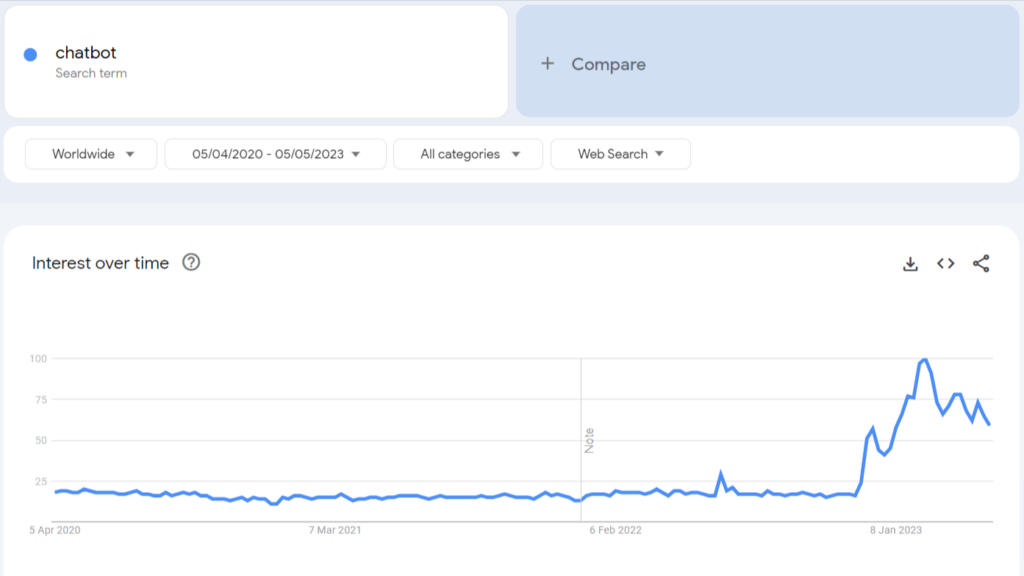 chatbot
Search term
+ Compare
Worldwide
05/04/2020 - 05/05/2023
All categories
Web Search
Interest over time ?
100
75
50
25
Note
5 Apr 2020
7 Mar 2021
6 Feb 2022
8 Jan 2023